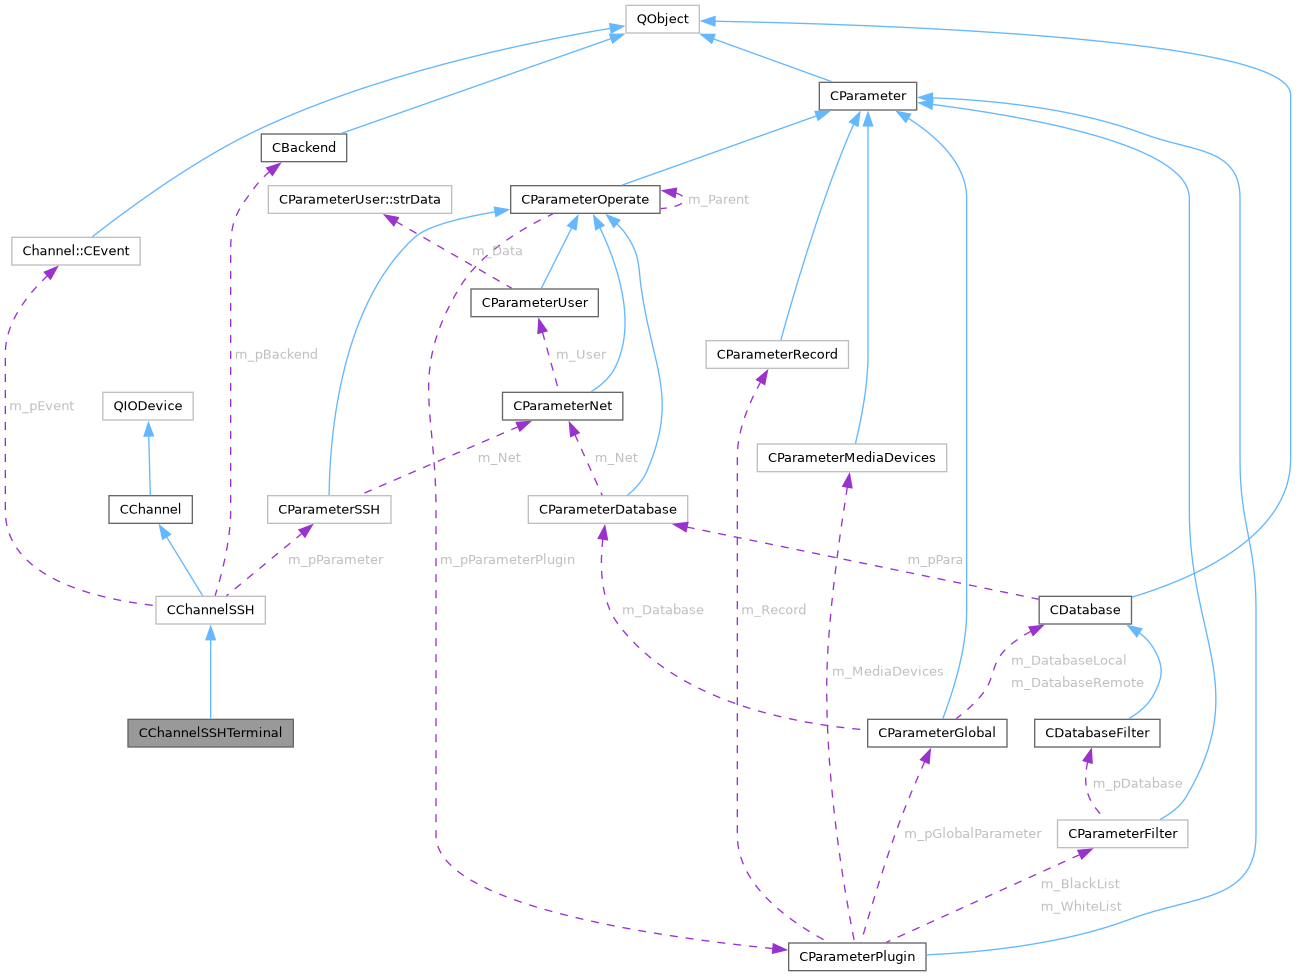 QObject
CParameter
CBackend
CParameterUser::strData
CParameterOperate
m_Parent
Channel::CEvent
m_Data
CParameterUser
m_pBackend
m_User
CParameterRecord
m_pEvent
QIODevice
CParameterNet
m_Net
m_Net
CParameterMediaDevices
CChannel
CParameterSSH
CParameterDatabase
m_pParameter
m_pParameterPlugin
m_pPara
CChannelSSH
m_Database
m_Record
CDatabase
m_DatabaseLocal
m_MediaDevices
m_DatabaseRemote
CChannelSSHTerminal
CParameterGlobal
CDatabaseFilter
m_pDatabase
m_pGlobalParameter
CParameterFilter
m_BlackList
m_WhiteList
CParameterPlugin